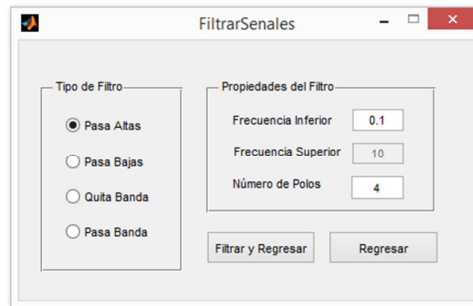 FiltrarSenales
Tipo de Filtro
Pasa Altas
Pasa Bajas
Quita Banda
Pasa Banda
Propiedades del Filtro
Frecuencia Inferior 0.1
Frecuencia Superior 10
Número de Polos 4
Filtrar y Regresar Regresar